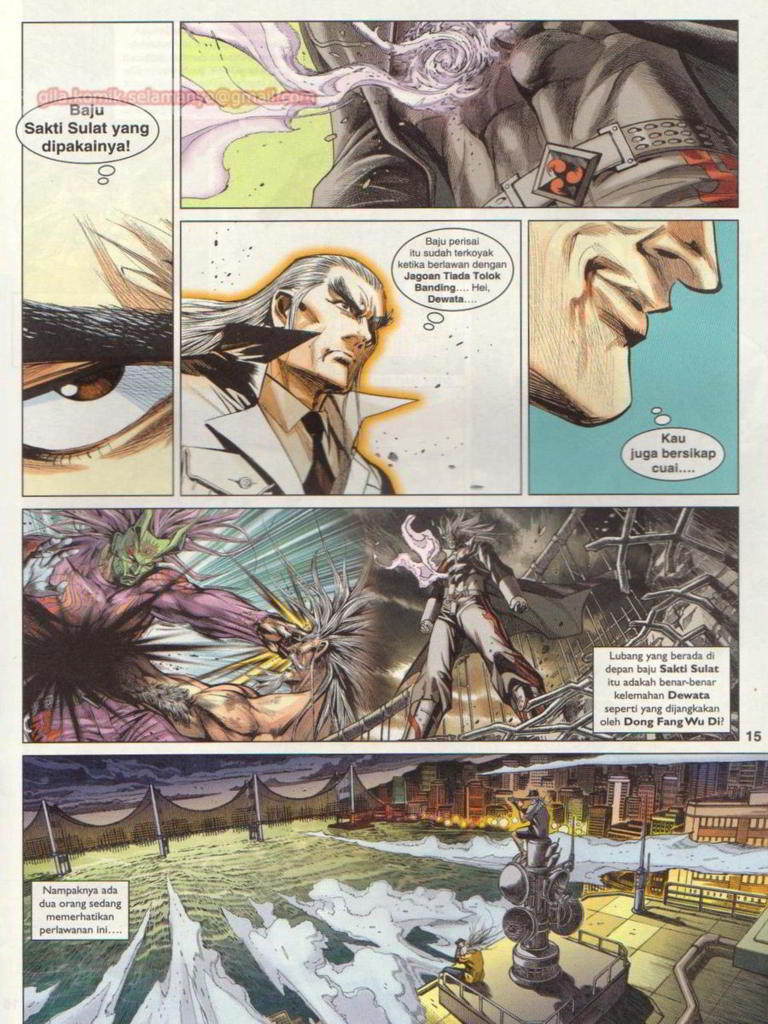 gila.komik.selamanya@gmail.com
Baju
Sakti Sulat yang
dipakainya!
Baju perisai
itu sudah terkoyak
ketika berlawan dengan
Jagoan Tiada Tolok
Banding.... Hei,
Dewata....
Kau
juga bersikap
cuai....
Lubang yang berada di
depan baju Sakti Sulat
itu adakah benar-benar
kelemahan Dewata
seperti yang dijangkakan
oleh Dong Fang Wu Di?
15
Nampaknya ada
dua orang sedang
memerhatikan
perlawanan ini....